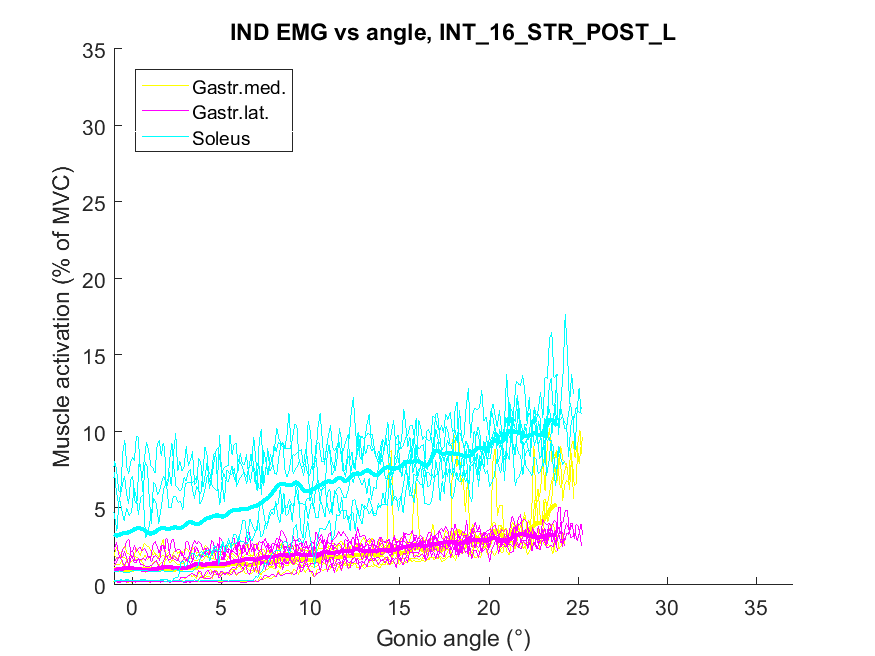 IND EMG vs angle, INT_16_STR_POST_L
35
30
25
20
15
10
5
0
Muscle activation (% of MVC)
Gastr.med.
Gastr.lat.
Soleus
0 5 10 15 20 25 30 35
Gonio angle (°)